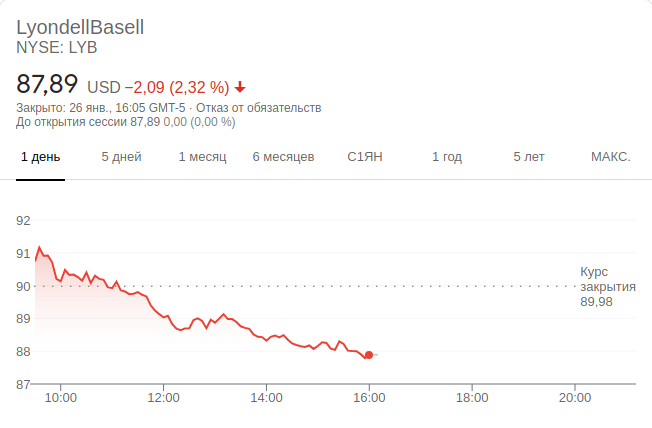 LyondellBasell
NYSE: LYB
87,89 USD −2,09 (2,32 %)
Закрыто: 26 янв., 16:05 GMT-5 · Отказ от обязательств
До открытия сессии 87,89 0,00 (0,00 %)
1 день 5 дней 1 месяц 6 месяцев С1ЯН 1 год 5 лет МАКС.
92
91
90
89
88
87
Курс
закрытия
89,98
10:00 12:00 14:00 16:00 18:00 20:00